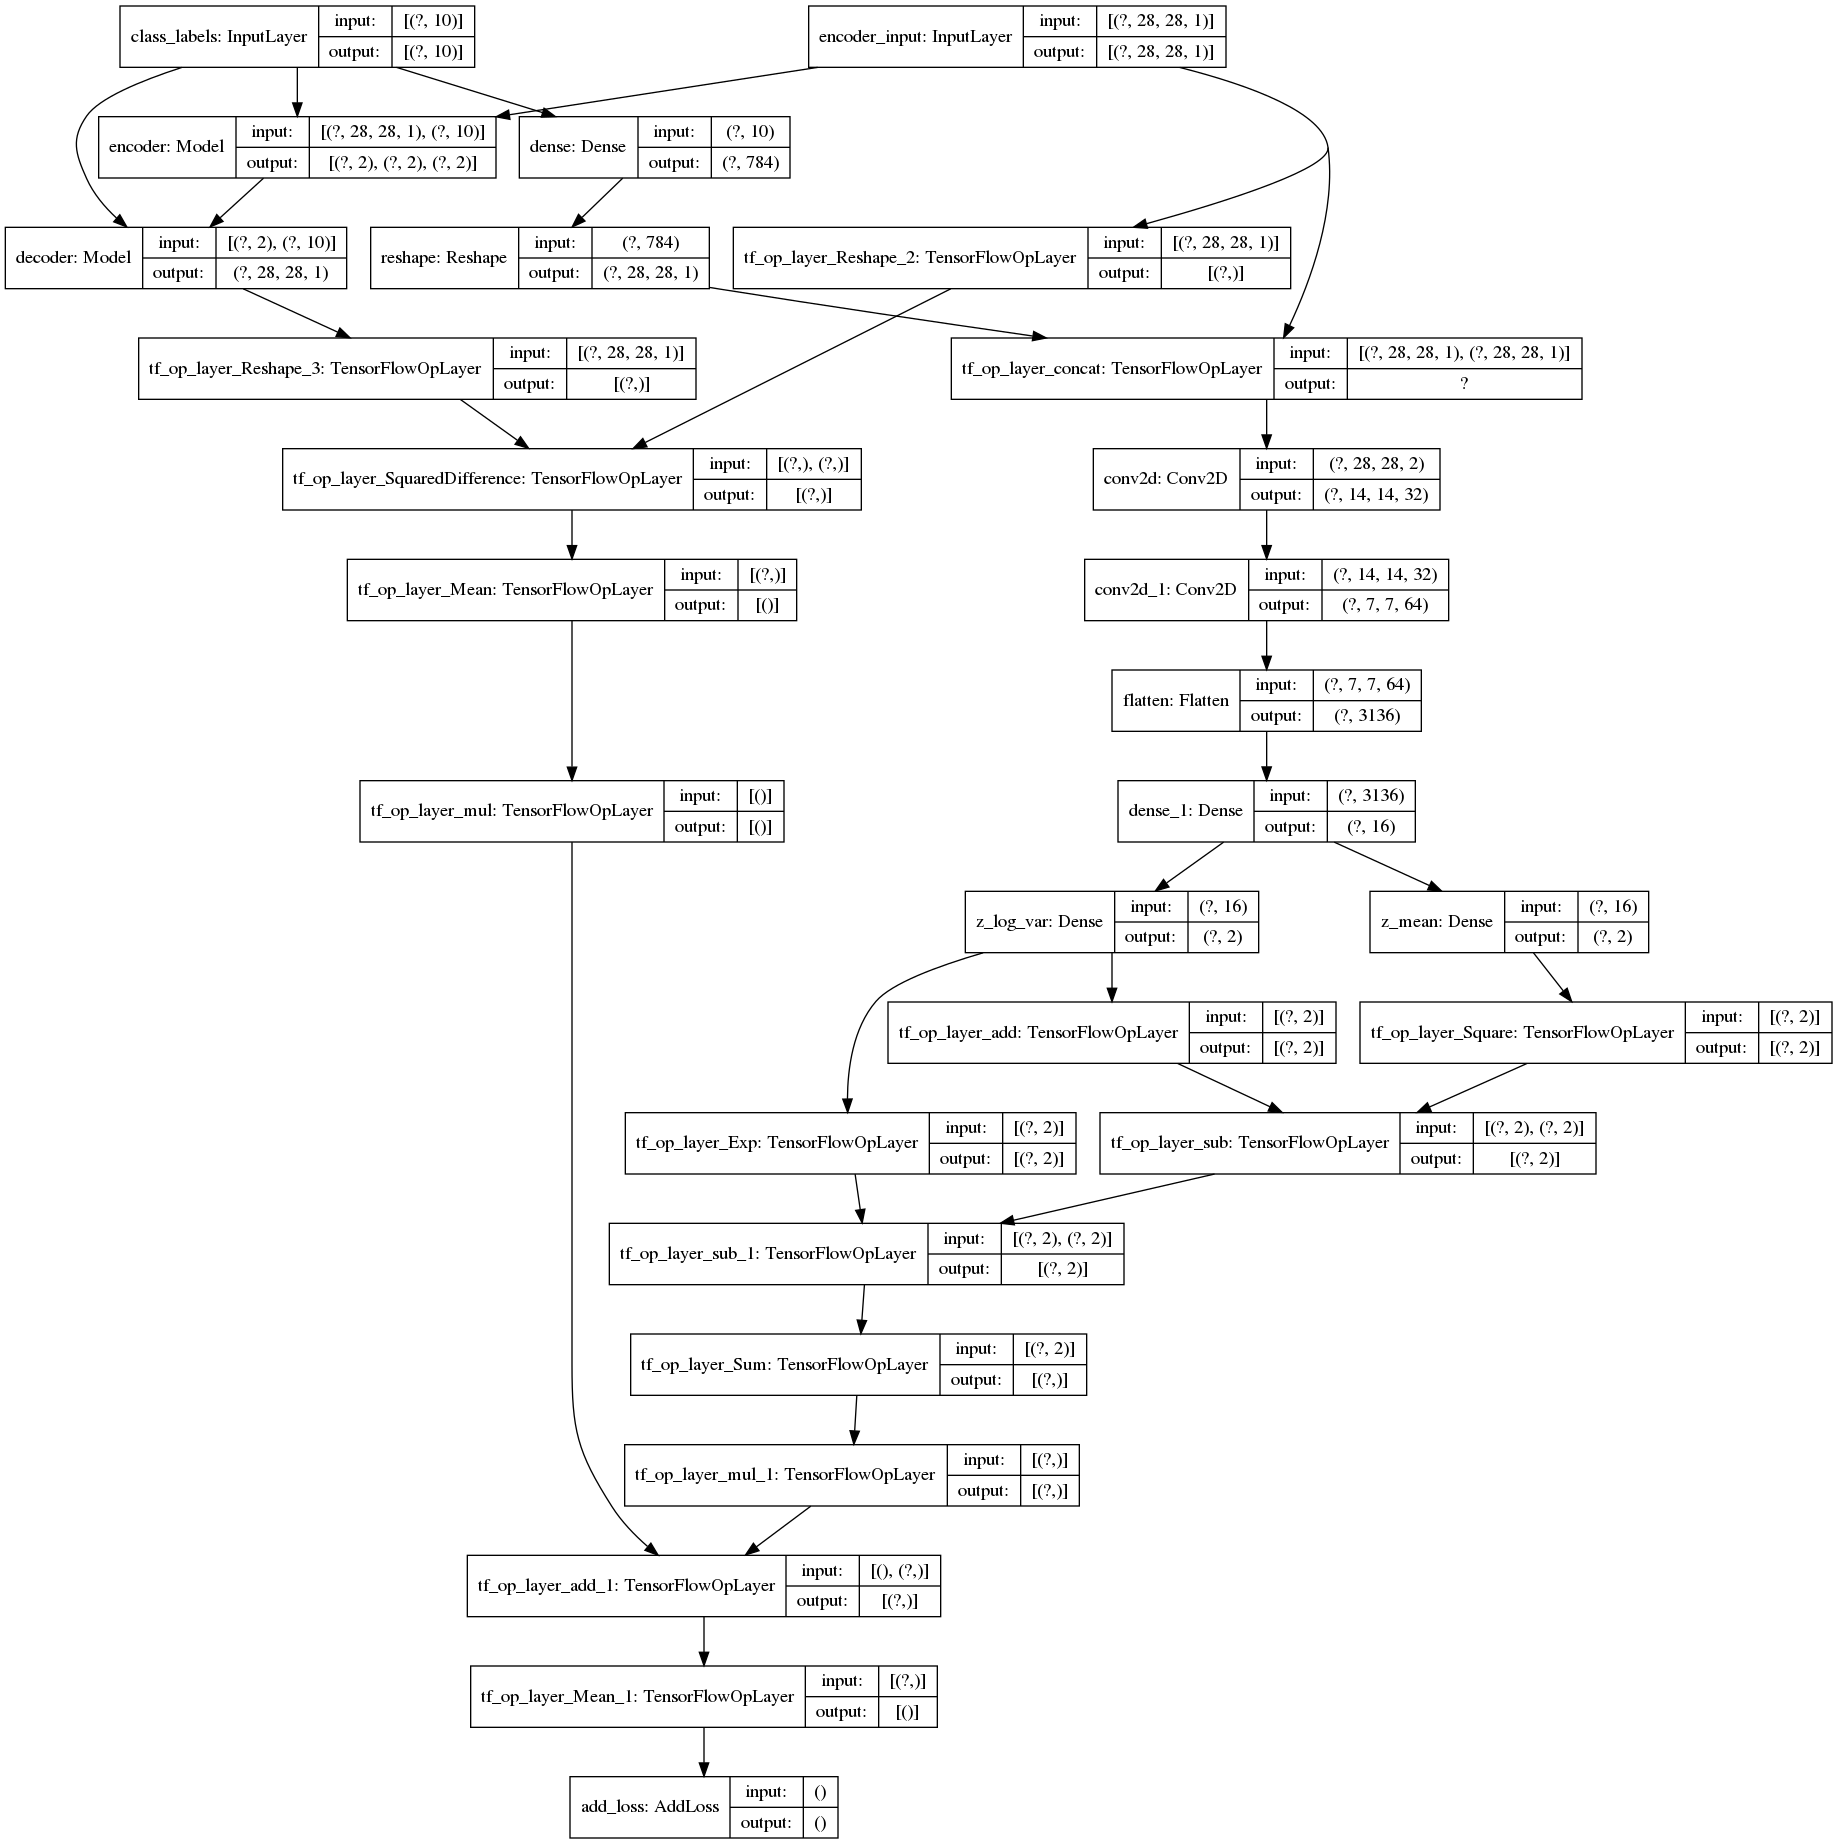 class_labels: InputLayer
input: [(?, 10)]
output: [(?, 10)]
encoder_input: InputLayer
input: [(?, 28, 28, 1)]
output: [(?, 28, 28, 1)]
encoder: Model
input: [(?, 28, 28, 1), (?, 10)]
output: [(?, 2), (?, 2), (?, 2)]
dense: Dense
input: (?, 10)
output: (?, 784)
decoder: Model
input: [(?, 2), (?, 10)]
output: (?, 28, 28, 1)
reshape: Reshape
input: (?, 784)
output: (?, 28, 28, 1)
tf_op_layer_Reshape_2: TensorFlowOpLayer
input: [(?, 28, 28, 1)]
output: [(?,)]
tf_op_layer_Reshape_3: TensorFlowOpLayer
input: [(?, 28, 28, 1)]
output: [(?,)]
tf_op_layer_concat: TensorFlowOpLayer
input: [(?, 28, 28, 1), (?, 28, 28, 1)]
output: ?
tf_op_layer_SquaredDifference: TensorFlowOpLayer
input: [(?,), (?,)]
output: [(?,)]
conv2d: Conv2D
input: (?, 28, 28, 2)
output: (?, 14, 14, 32)
tf_op_layer_Mean: TensorFlowOpLayer
input: [(?,)]
output: [()]
conv2d_1: Conv2D
input: (?, 14, 14, 32)
output: (?, 7, 7, 64)
flatten: Flatten
input: (?, 7, 7, 64)
output: (?, 3136)
tf_op_layer_mul: TensorFlowOpLayer
input: [()]
output: [()]
dense_1: Dense
input: (?, 3136)
output: (?, 16)
z_log_var: Dense
input: (?, 16)
output: (?, 2)
z_mean: Dense
input: (?, 16)
output: (?, 2)
tf_op_layer_add: TensorFlowOpLayer
input: [(?, 2)]
output: [(?, 2)]
tf_op_layer_Square: TensorFlowOpLayer
input: [(?, 2)]
output: [(?, 2)]
tf_op_layer_Exp: TensorFlowOpLayer
input: [(?, 2)]
output: [(?, 2)]
tf_op_layer_sub: TensorFlowOpLayer
input: [(?, 2), (?, 2)]
output: [(?, 2)]
tf_op_layer_sub_1: TensorFlowOpLayer
input: [(?, 2), (?, 2)]
output: [(?, 2)]
tf_op_layer_Sum: TensorFlowOpLayer
input: [(?, 2)]
output: [(?,)]
tf_op_layer_mul_1: TensorFlowOpLayer
input: [(?,)]
output: [(?,)]
tf_op_layer_add_1: TensorFlowOpLayer
input: [(), (?,)]
output: [(?,)]
tf_op_layer_Mean_1: TensorFlowOpLayer
input: [(?,)]
output: [()]
add_loss: AddLoss
input: ()
output: ()